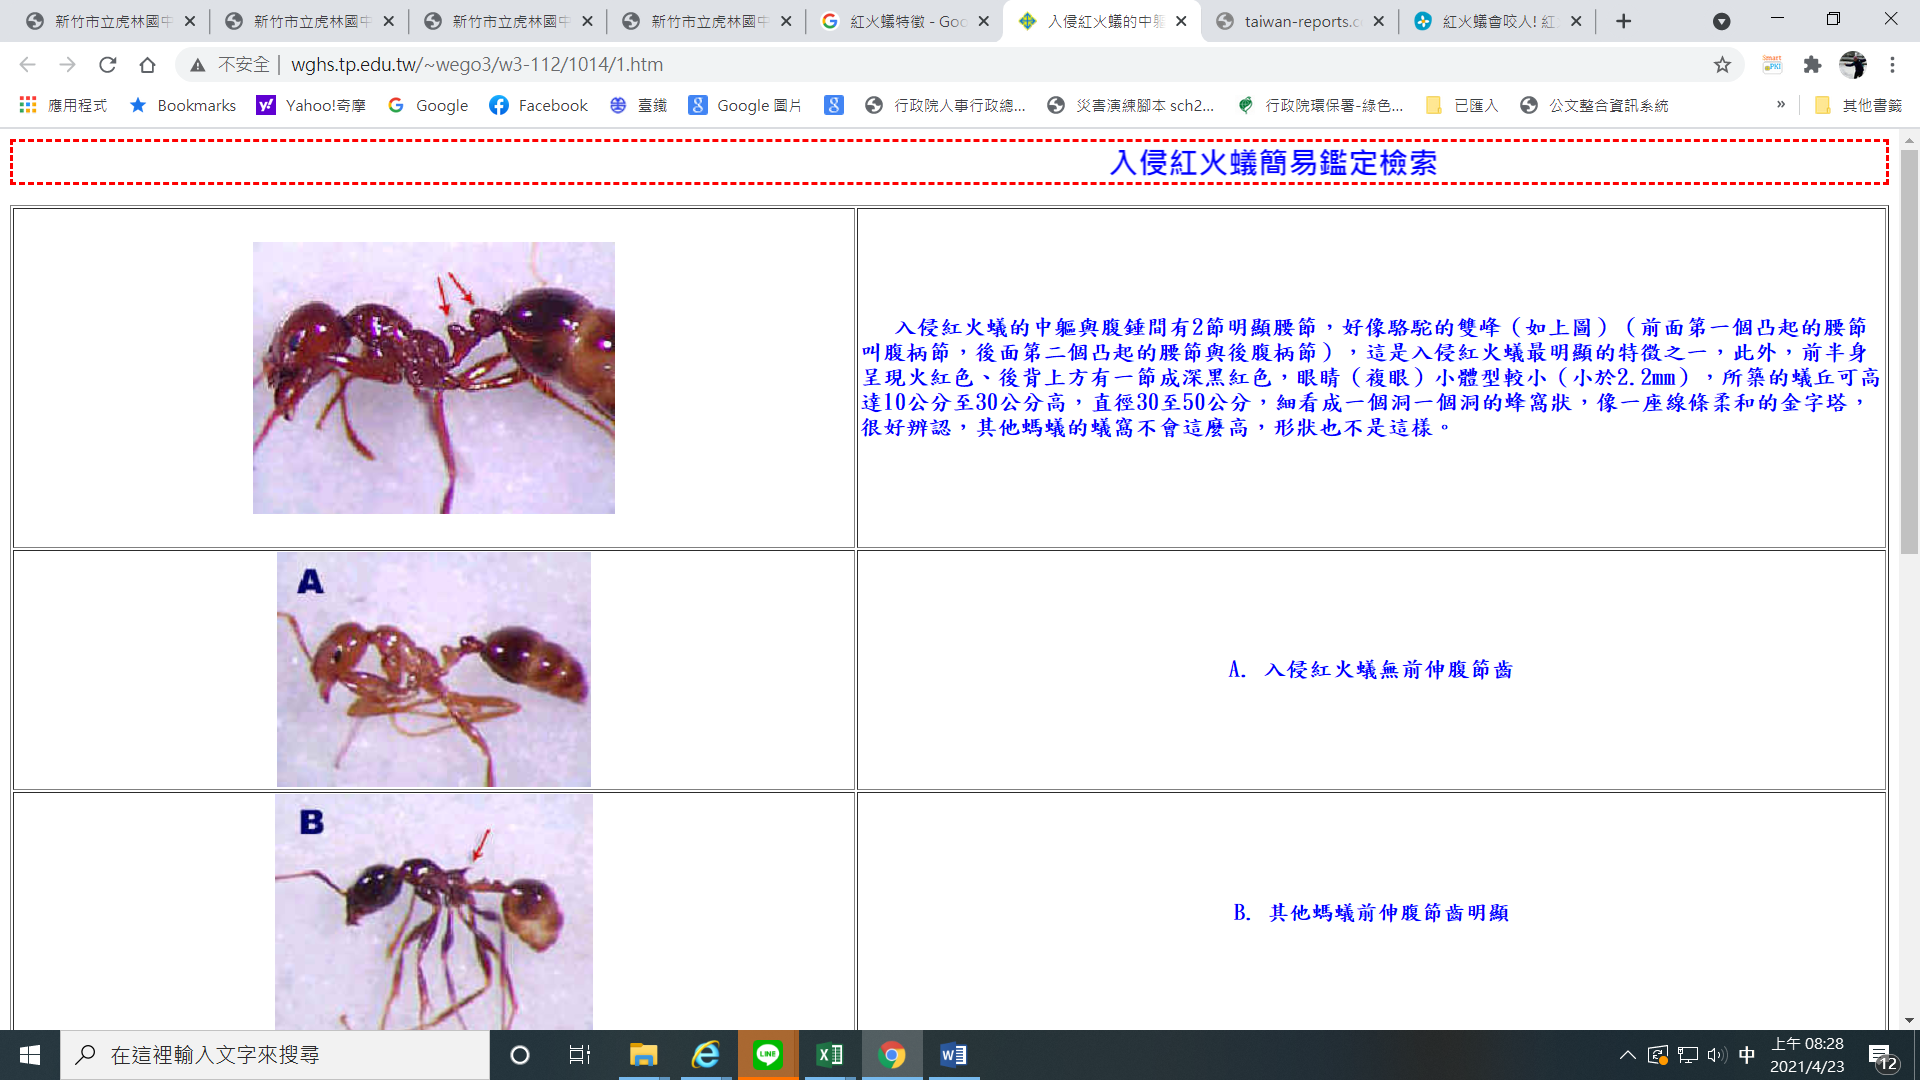 新竹市立虎林國中
新竹市立虎林國中
新竹市立虎林國中
新竹市立虎林國中
紅火蟻特徵 - Goo
入侵紅火蟻的中軀
taiwan-reports.c
紅火蟻會咬人! 紅
不安全 | wghs.tp.edu.tw/~wego3/w3-112/1014/1.htm
應用程式 Bookmarks Yahoo!奇摩 Google Facebook 臺鐵 Google 圖片 行政院人事行政總... 災害演練腳本 sch2... 行政院環保署-綠色... 已匯入 公文整合資訊系統 » 其他書籤
入侵紅火蟻簡易鑑定檢索
入侵紅火蟻的中軀與腹錘間有2節明顯腰節，好像駱駝的雙峰（如上圖）（前面第一個凸起的腰節
叫腹柄節，後面第二個凸起的腰節與後腹柄節），這是入侵紅火蟻最明顯的特徵之一，此外，前半身
呈現火紅色、後背上方有一節成深黑紅色，眼睛（複眼）小體型較小（小於2.2mm），所築的蟻丘可高
達10公分至30公分高，直徑30至50公分，細看成一個洞一個洞的蜂窩狀，像一座線條柔和的金字塔，
很好辨認，其他螞蟻的蟻窩不會這麼高，形狀也不是這樣。
A
A. 入侵紅火蟻無前伸腹節齒
B
B. 其他螞蟻前伸腹節齒明顯
在這裡輸入文字來搜尋
LINE
中
上午 08:28
2021/4/23
12